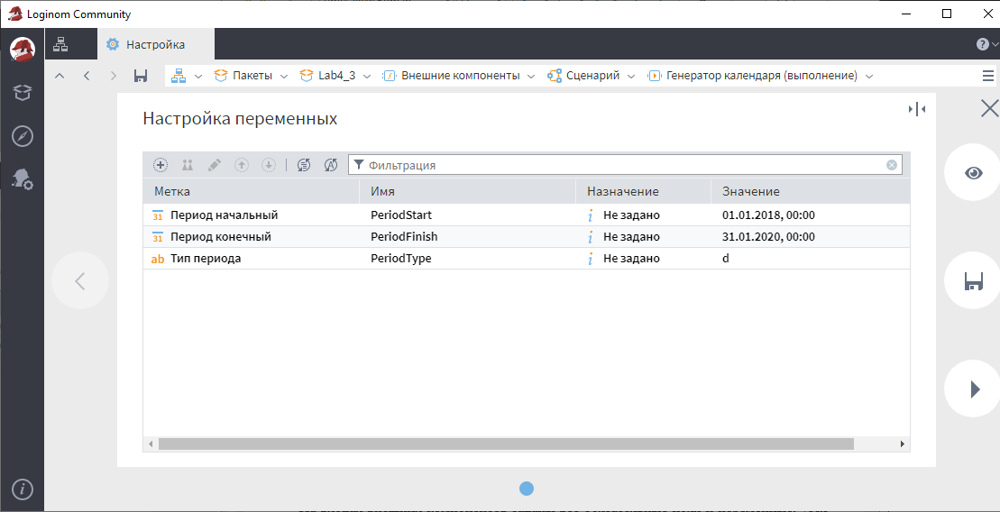 Loginom Community
Настройка
?
Пакеты Lab4_3 Внешние компоненты Сценарий Генератор календаря (выполнение)
Настройка переменных
Фильтрация
Метка Имя Назначение Значение
31 Период начальный PeriodStart i Не задано 01.01.2018, 00:00
31 Период конечный PeriodFinish i Не задано 31.01.2020, 00:00
ab Тип периода PeriodType i Не задано d
i